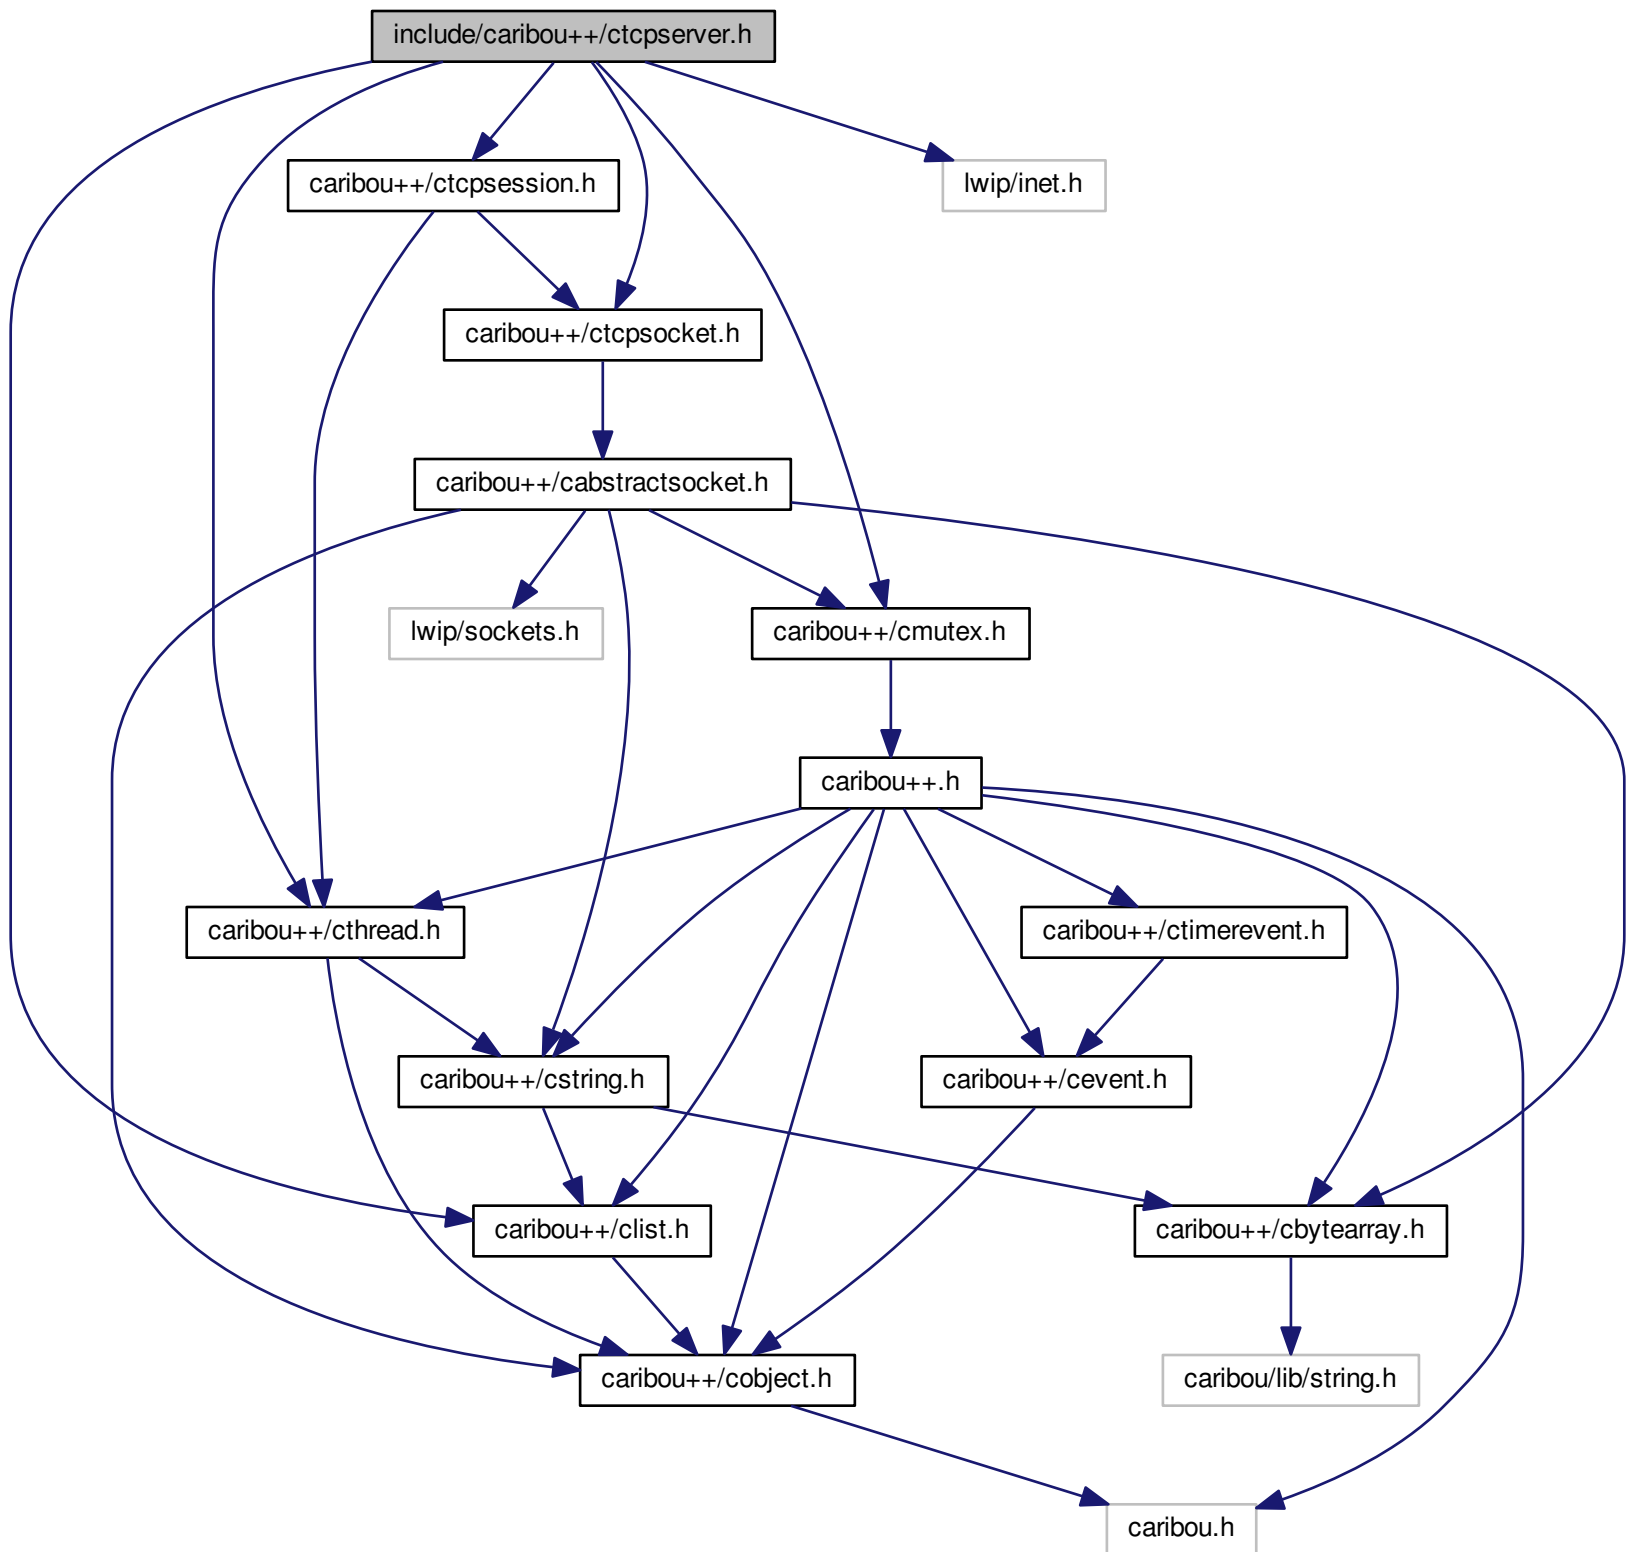 include/caribou++/ctcpserver.h
caribou++/ctcpsession.h
lwip/inet.h
caribou++/ctcpsocket.h
caribou++/cabstractsocket.h
lwip/sockets.h
caribou++/cmutex.h
caribou++.h
caribou++/cthread.h
caribou++/ctimerevent.h
caribou++/cstring.h
caribou++/cevent.h
caribou++/clist.h
caribou++/cbytearray.h
caribou++/cobject.h
caribou/lib/string.h
caribou.h